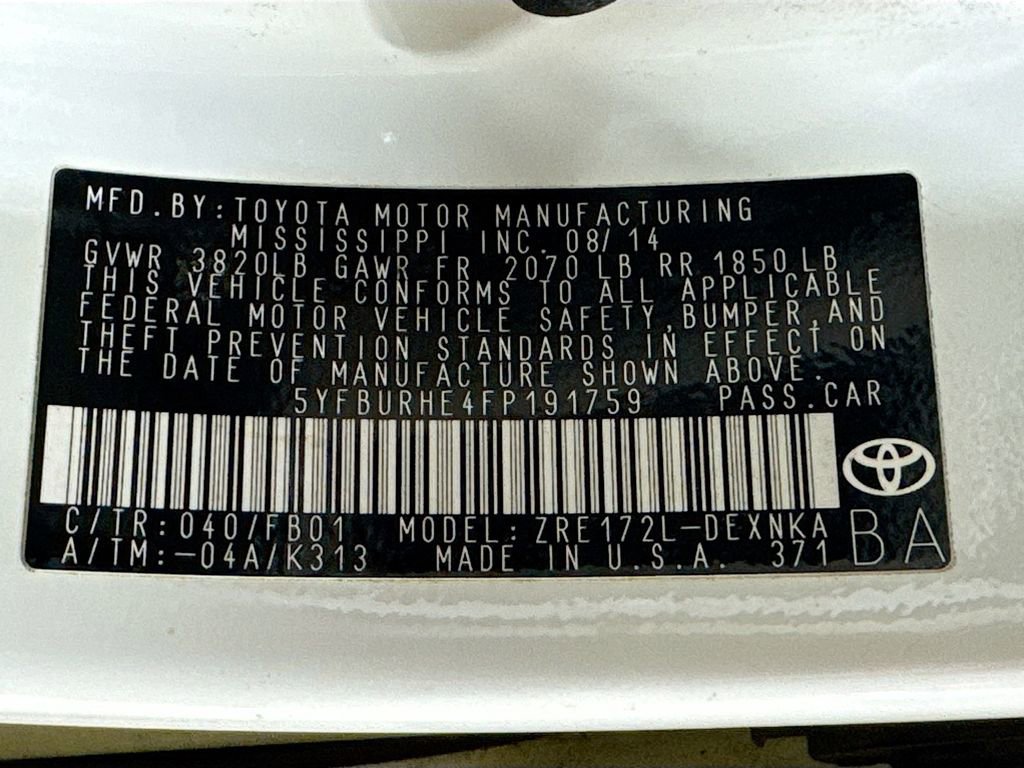 MFD.BY:TOYOTA MOTOR MANUFACTURING
MISSISSIPPI INC. 08/14
GVWR 3820LB GAWR FR 2070 LB RR 1850 LB
THIS VEHICLE CONFORMS TO ALL APPLICABLE
FEDERAL MOTOR VEHICLE SAFETY,BUMPER,AND
THEFT PREVENTION STANDARDS IN EFFECT ON
THE DATE OF MANUFACTURE SHOWN ABOVE.
5YFBURHE4FP191759 PASS.CAR
C/TR:040/FB01 MODEL:ZRE172L-DEXNKA
A/TM:-04A/K313 MADE IN U.S.A. 371 BA